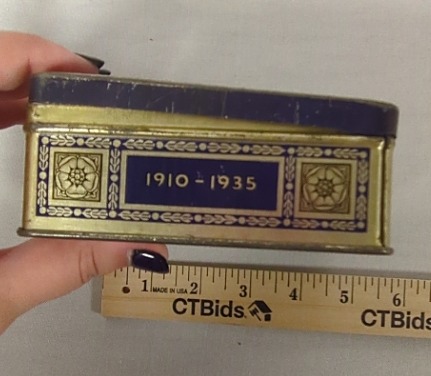 1910-1935
1 MADE IN USA 2 3 4 5 6
CTBids CTBids